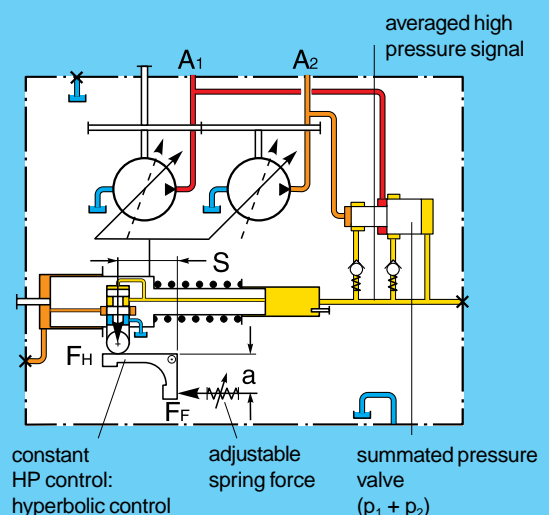 averaged high
pressure signal
A1
A2
S
FH
a
FF
constant
HP control:
hyperbolic control
adjustable
spring force
summated pressure
valve
(p1 + p2)